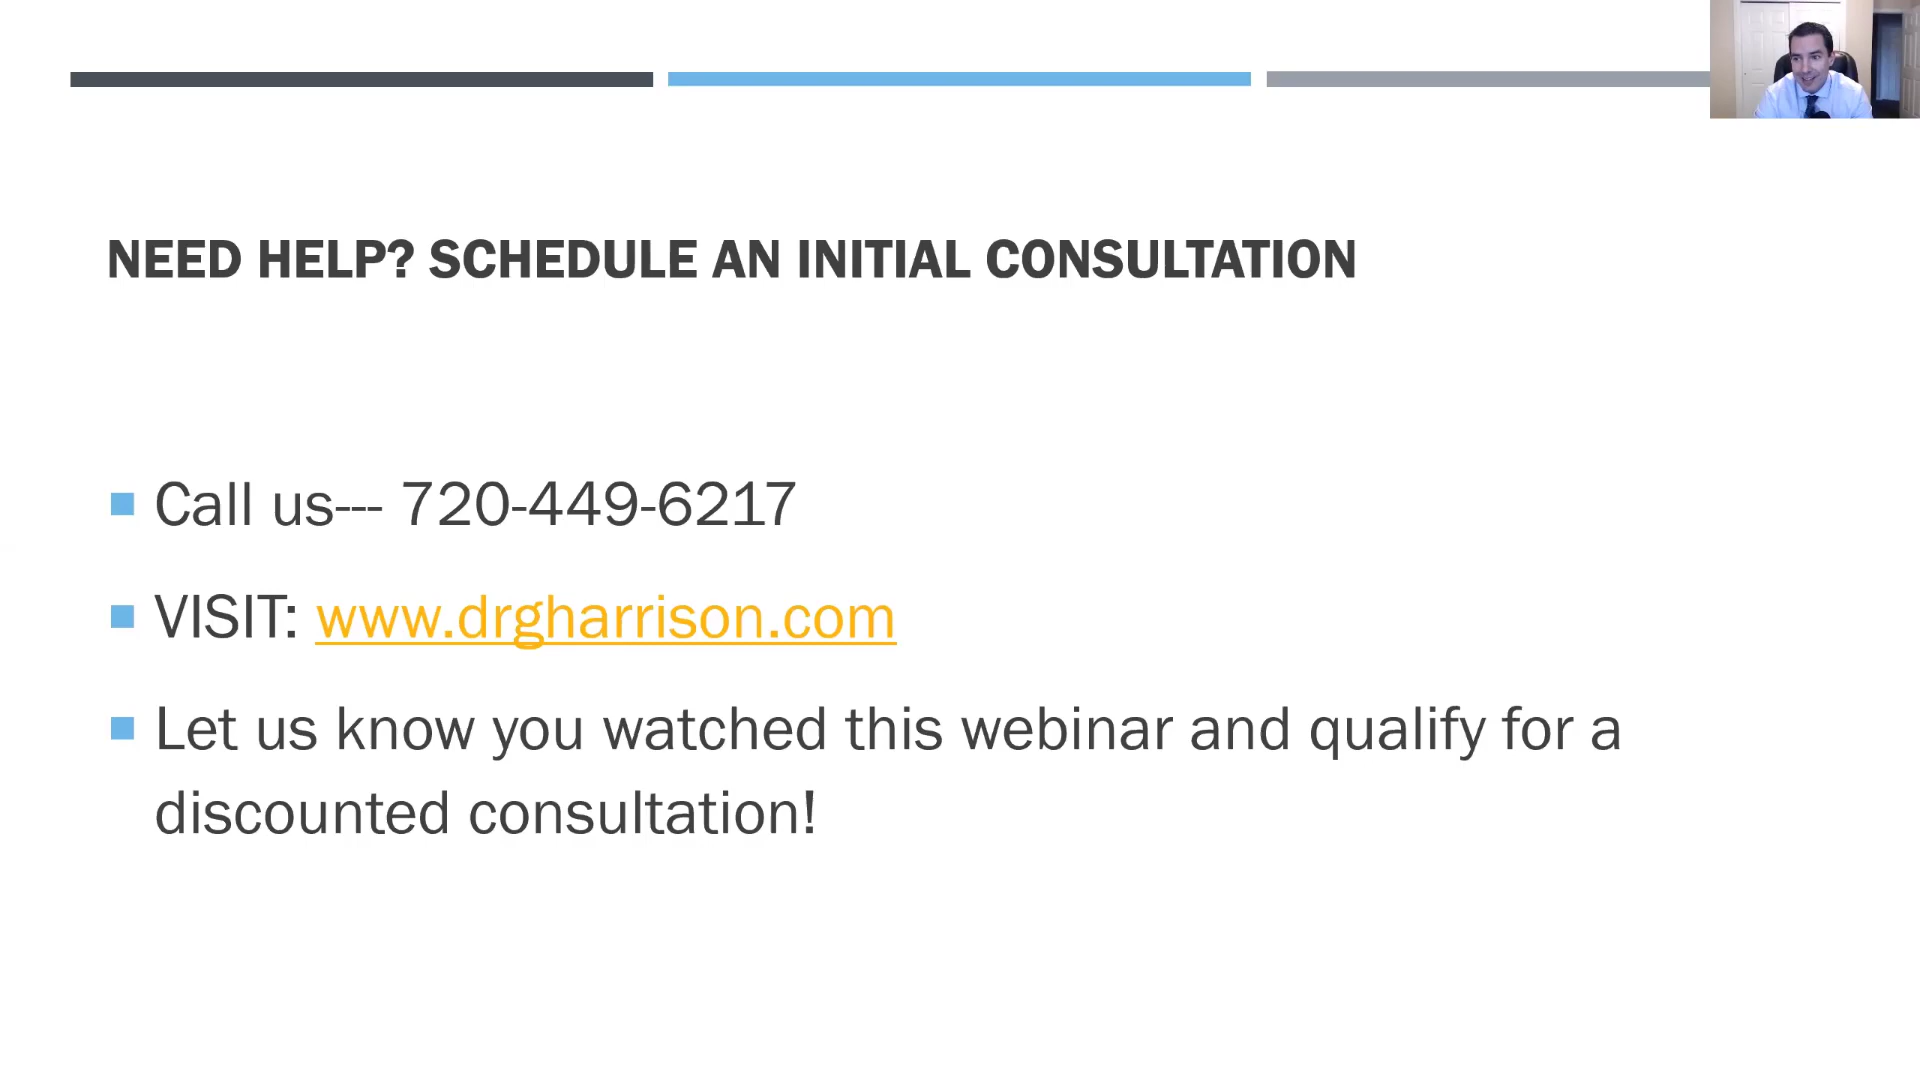 NEED HELP? SCHEDULE AN INITIAL CONSULTATION
Call us--- 720-449-6217
VISIT: www.drgharrison.com
Let us know you watched this webinar and qualify for a
discounted consultation!